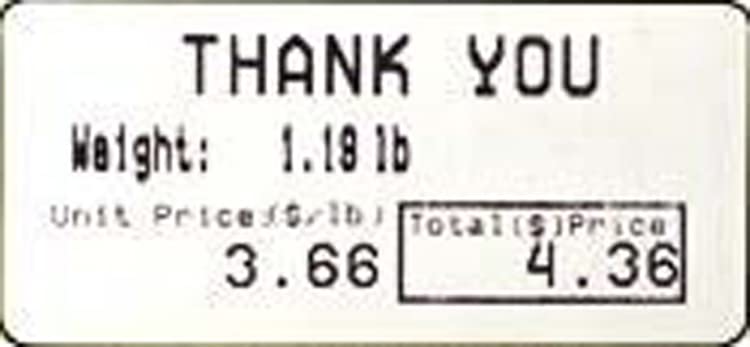 THANK YOU
Weight: 1.19 lb
Unit Price($/lb) Total($)Price
3.66 4.36